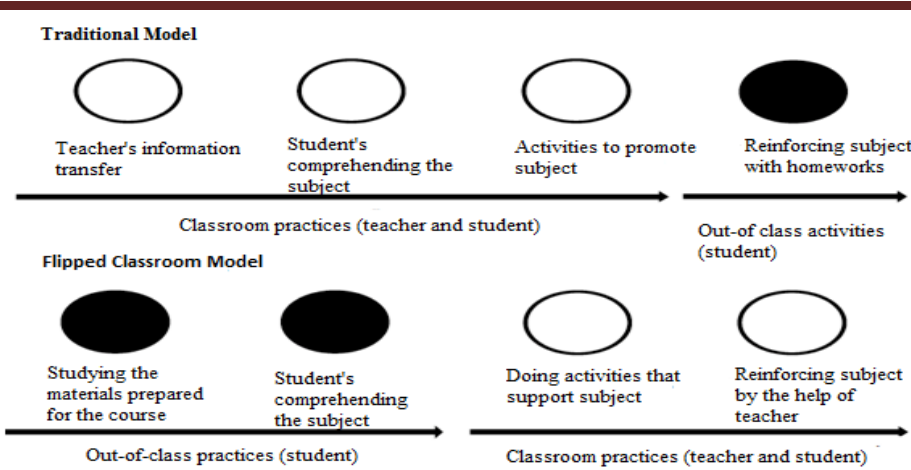 Traditional Model
Teacher's information
transfer
Student's
comprehending the
subject
Activities to promote
subject
Reinforcing subject
with homeworks
Classroom practices (teacher and student)
Out-of class activities
(student)
Flipped Classroom Model
Studying the
materials prepared
for the course
Student's
comprehending
the subject
Doing activities that
support subject
Reinforcing subject
by the help of
teacher
Out-of-class practices (student)
Classroom practices (teacher and student)